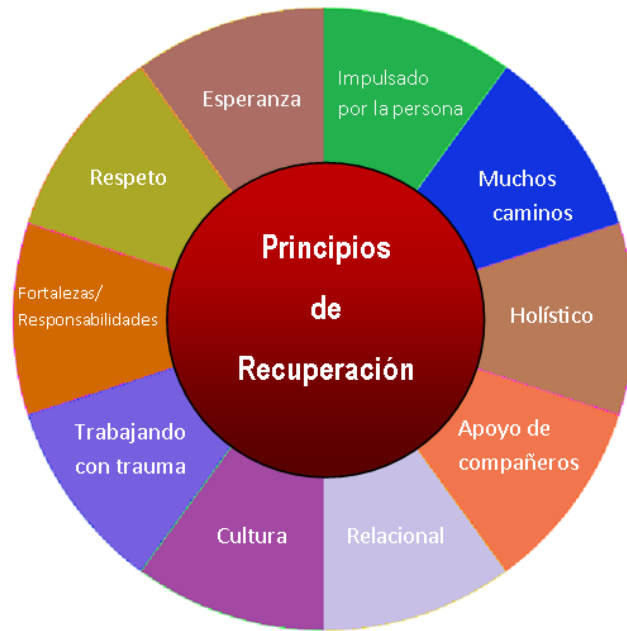 Principios
de
Recuperación
Esperanza
Impulsado
por la persona
Muchos
caminos
Holístico
Apoyo de
compañeros
Relacional
Cultura
Trabajando
con trauma
Fortalezas/
Responsabilidades
Respeto